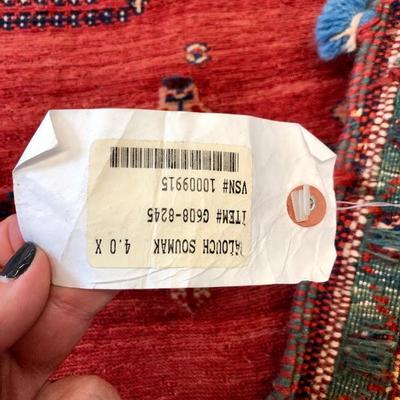 ALOUCH SOUMAK 4.0 X
ITEM# G608-8245
VSN# 10009915